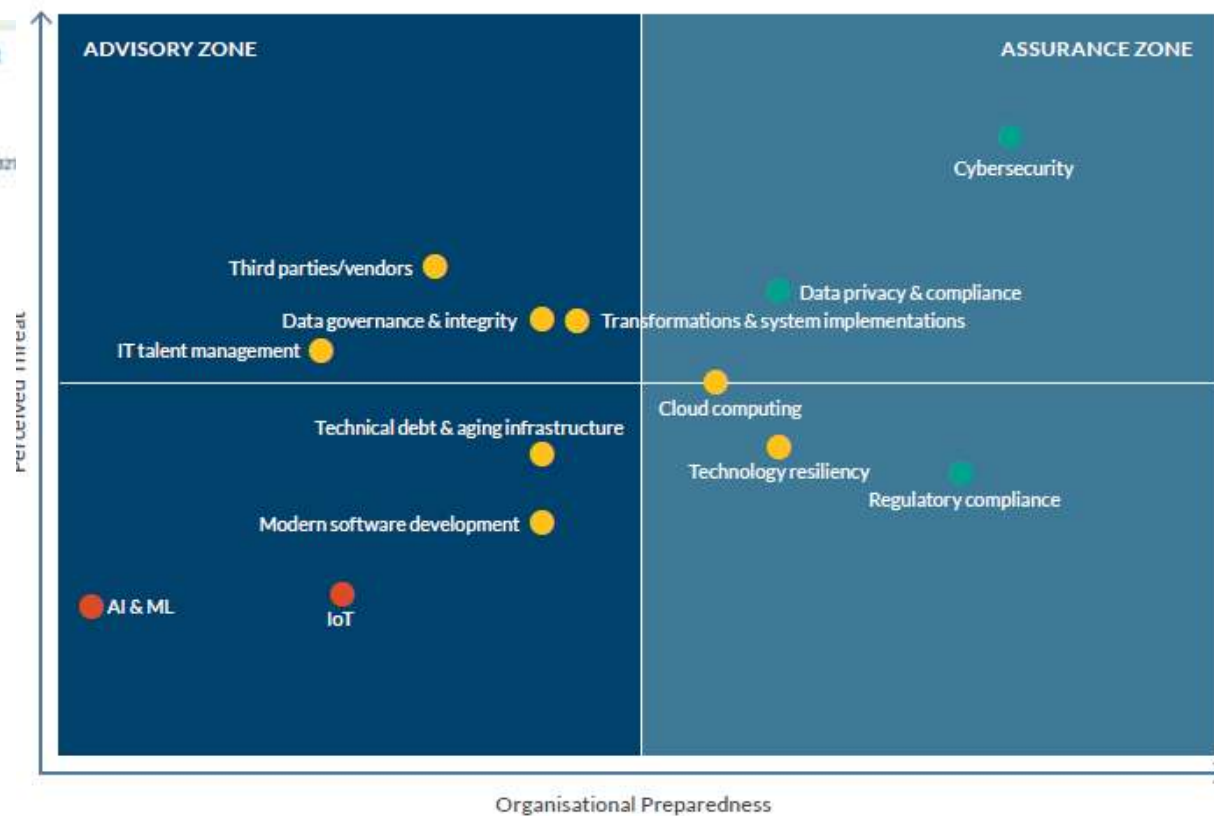 ADVISORY ZONE
ASSURANCE ZONE
Cybersecurity
Third parties/vendors
Data privacy & compliance
Data governance & integrity
Transformations & system implementations
IT talent management
Cloud computing
Technical debt & aging infrastructure
Technology resiliency
Regulatory compliance
Modern software development
AI & ML
IoT
Perceived Threat
Organisational Preparedness